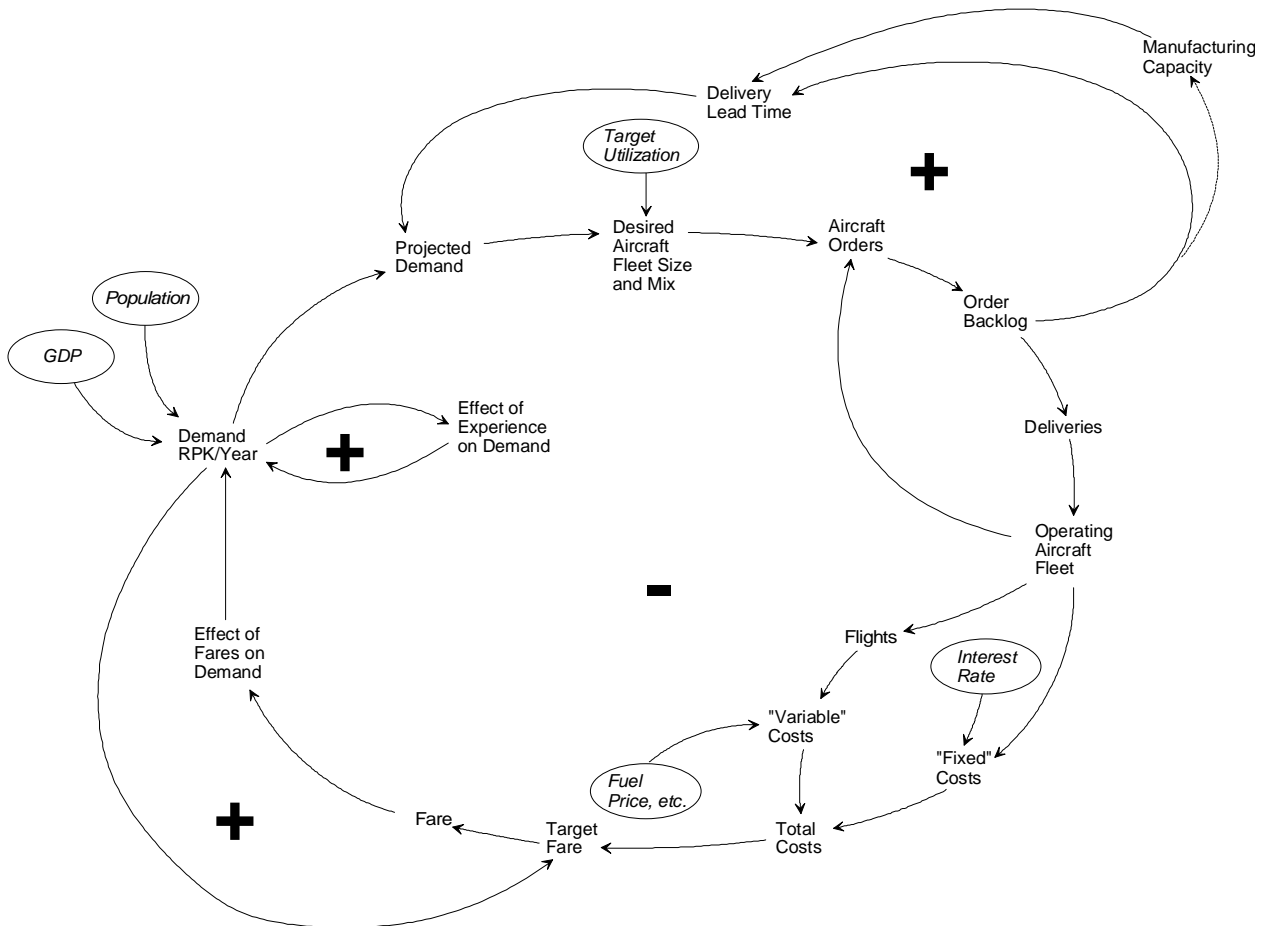 Manufacturing
Capacity
Delivery
Lead Time
Target
Utilization
+
Desired
Aircraft
Fleet Size
and Mix
Aircraft
Orders
Projected
Demand
Population
Order
Backlog
GDP
Effect of
Experience
on Demand
Demand
RPK/Year
+
Deliveries
Operating
Aircraft
Fleet
-
Effect of
Fares on
Demand
Flights
Interest
Rate
"Variable"
Costs
"Fixed"
Costs
Fuel
Price, etc.
+
Fare
Target
Fare
Total
Costs